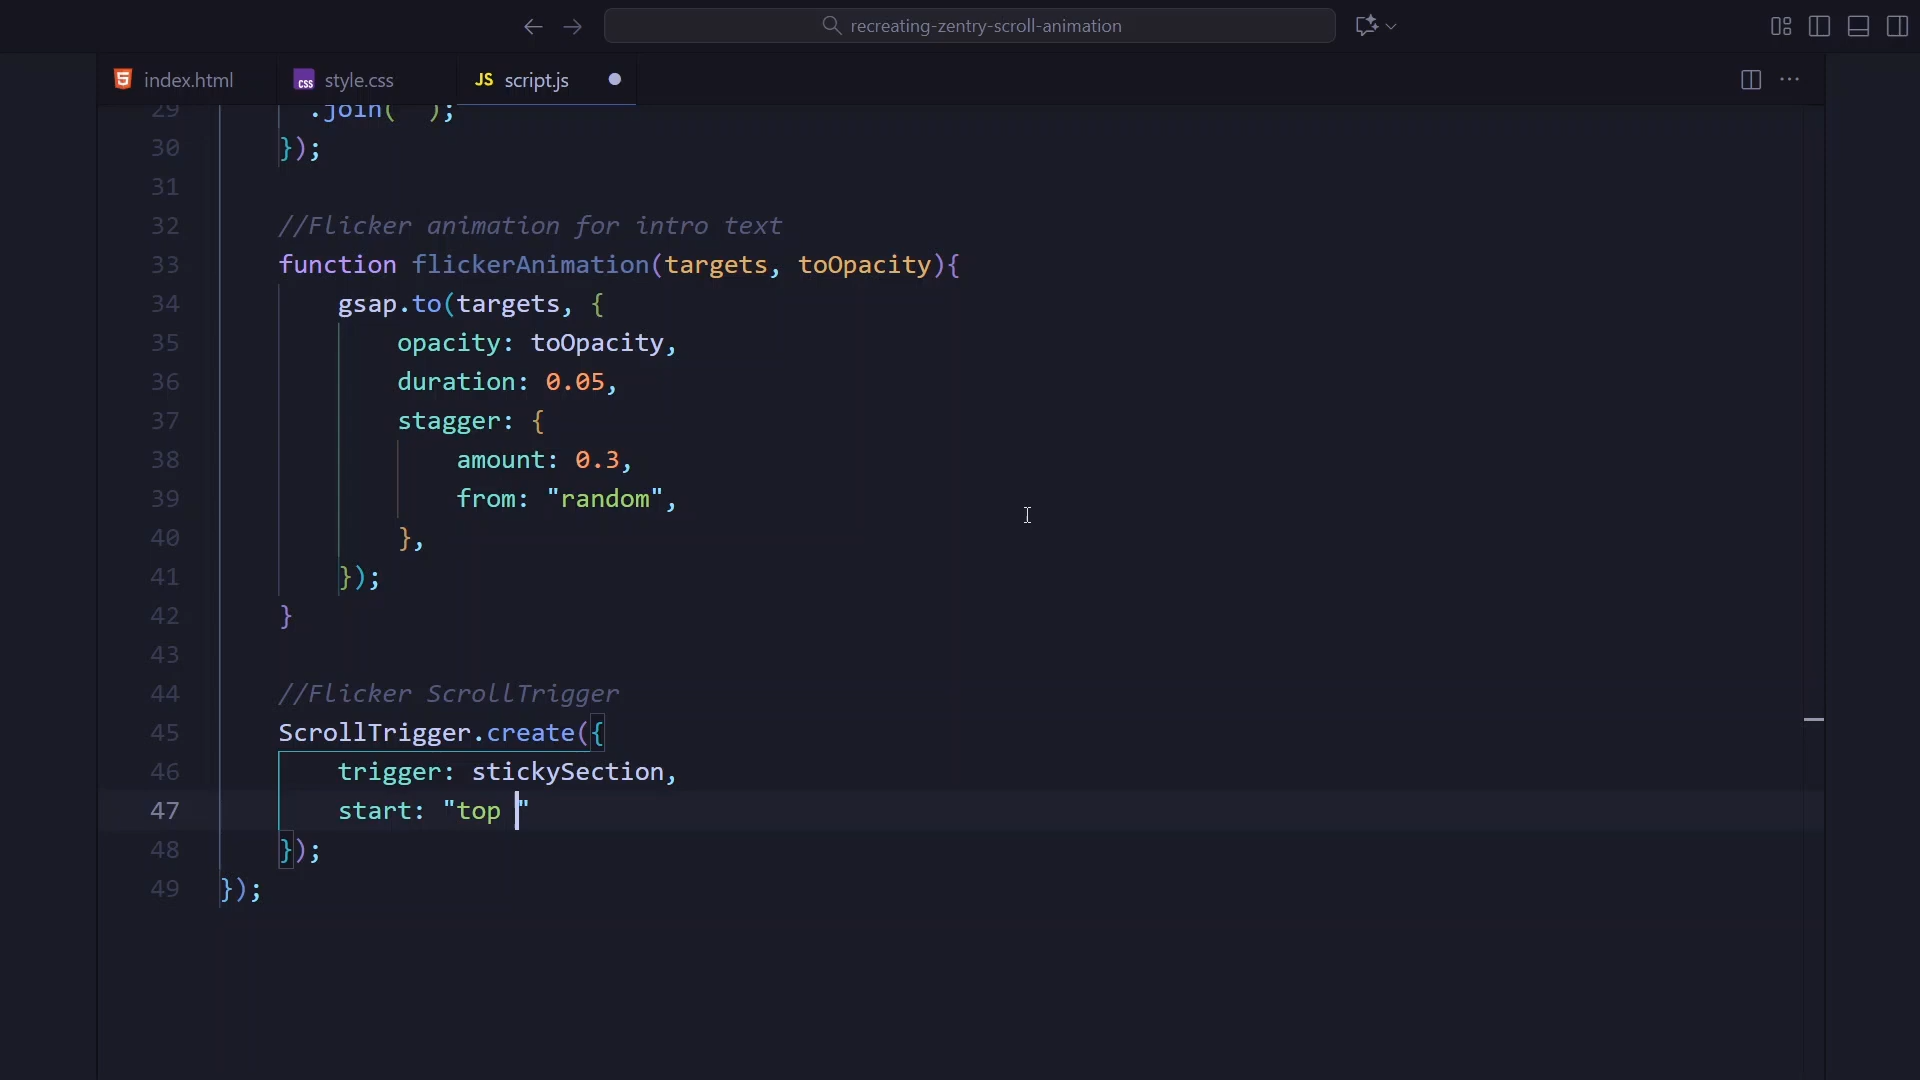 recreating-zentry-scroll-animation
index.html
style.css
JS script.js
29 .join( );
30 });
31
32 //Flicker animation for intro text
33 function flickerAnimation(targets, toOpacity){
34 gsap.to(targets, {
35 opacity: toOpacity,
36 duration: 0.05,
37 stagger: {
38 amount: 0.3,
39 from: "random",
40 },
41 });
42 }
43
44 //Flicker ScrollTrigger
45 ScrollTrigger.create({
46 trigger: stickySection,
47 start: "top "
48 });
49 });